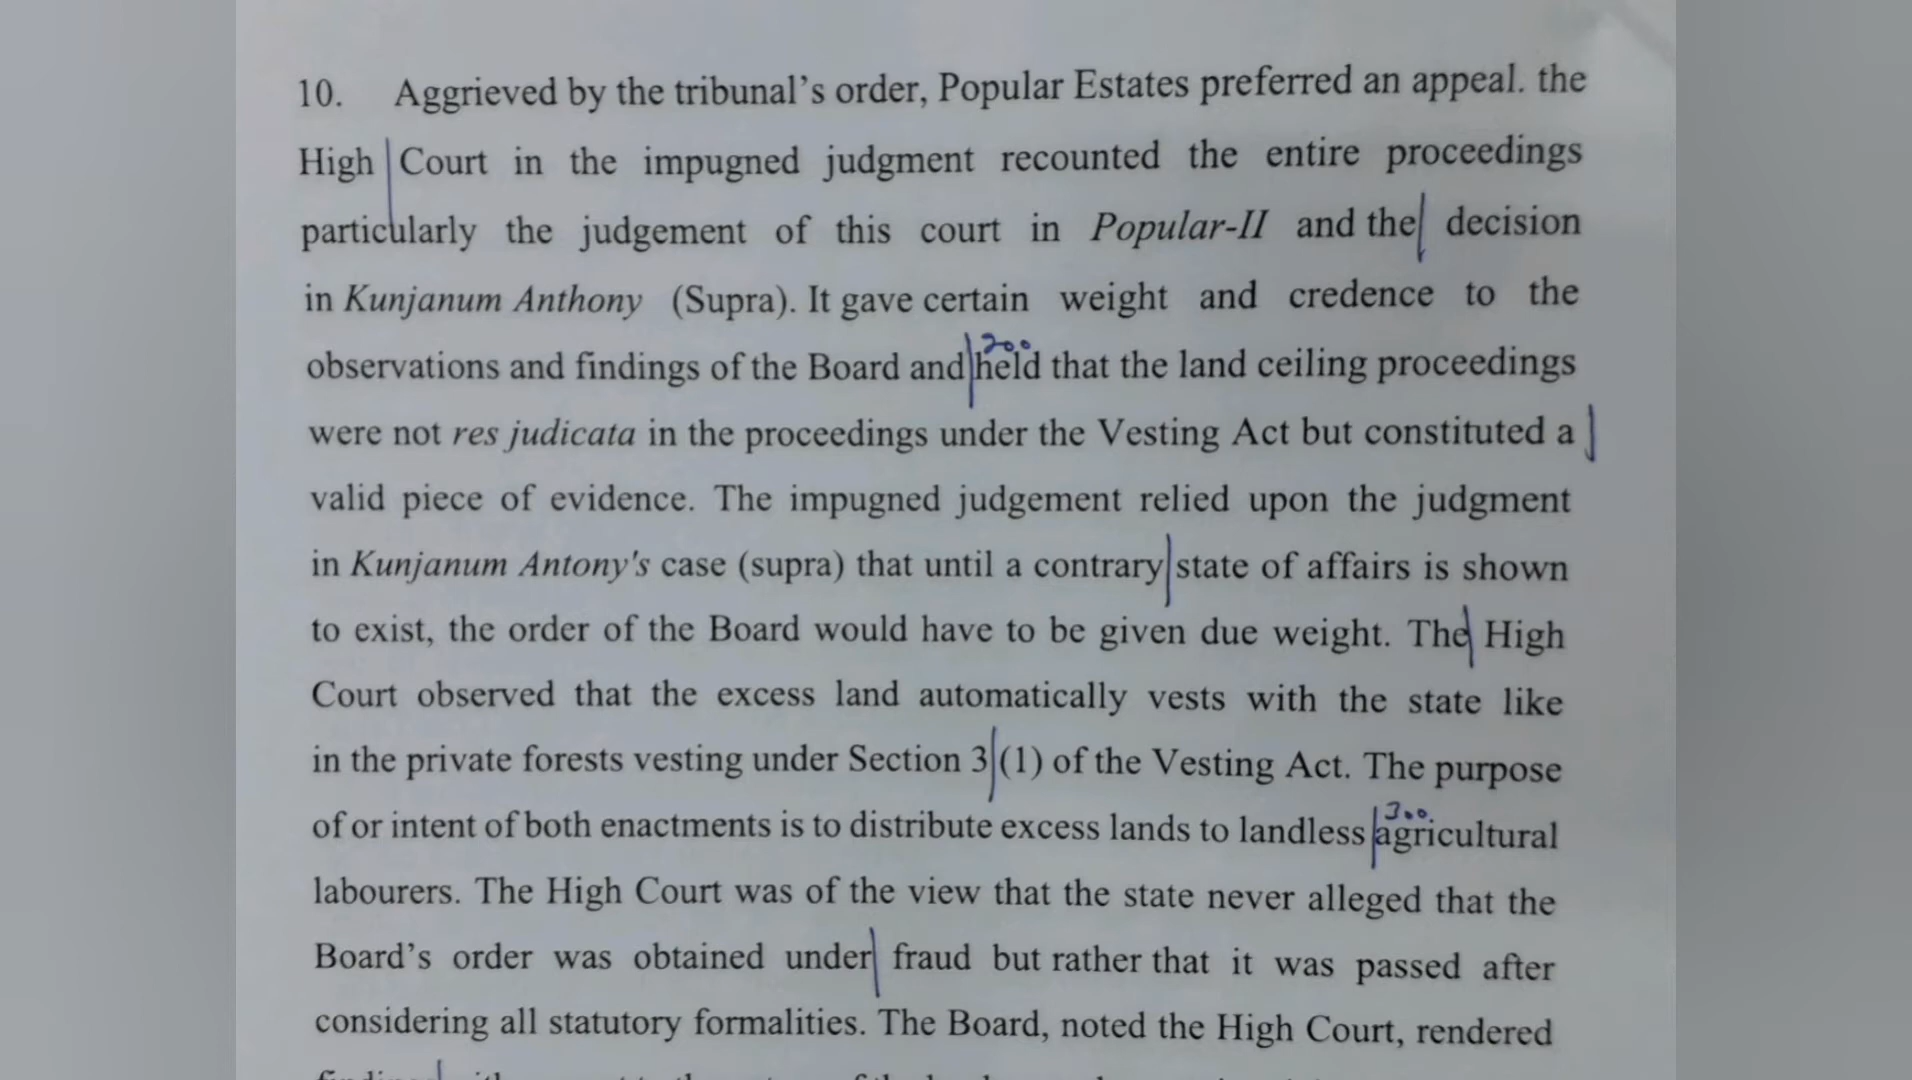 10. Aggrieved by the tribunal's order, Popular Estates preferred an appeal. the
High Court in the impugned judgment recounted the entire proceedings
particularly the judgement of this court in Popular-II and the decision
in Kunjanum Anthony (Supra). It gave certain weight and credence to the
200
observations and findings of the Board and held that the land ceiling proceedings
were not res judicata in the proceedings under the Vesting Act but constituted a
valid piece of evidence. The impugned judgement relied upon the judgment
in Kunjanum Antony's case (supra) that until a contrary state of affairs is shown
to exist, the order of the Board would have to be given due weight. The High
Court observed that the excess land automatically vests with the state like
in the private forests vesting under Section 3 (1) of the Vesting Act. The purpose
300.
of or intent of both enactments is to distribute excess lands to landless agricultural
labourers. The High Court was of the view that the state never alleged that the
Board's order was obtained under fraud but rather that it was passed after
considering all statutory formalities. The Board, noted the High Court, rendered